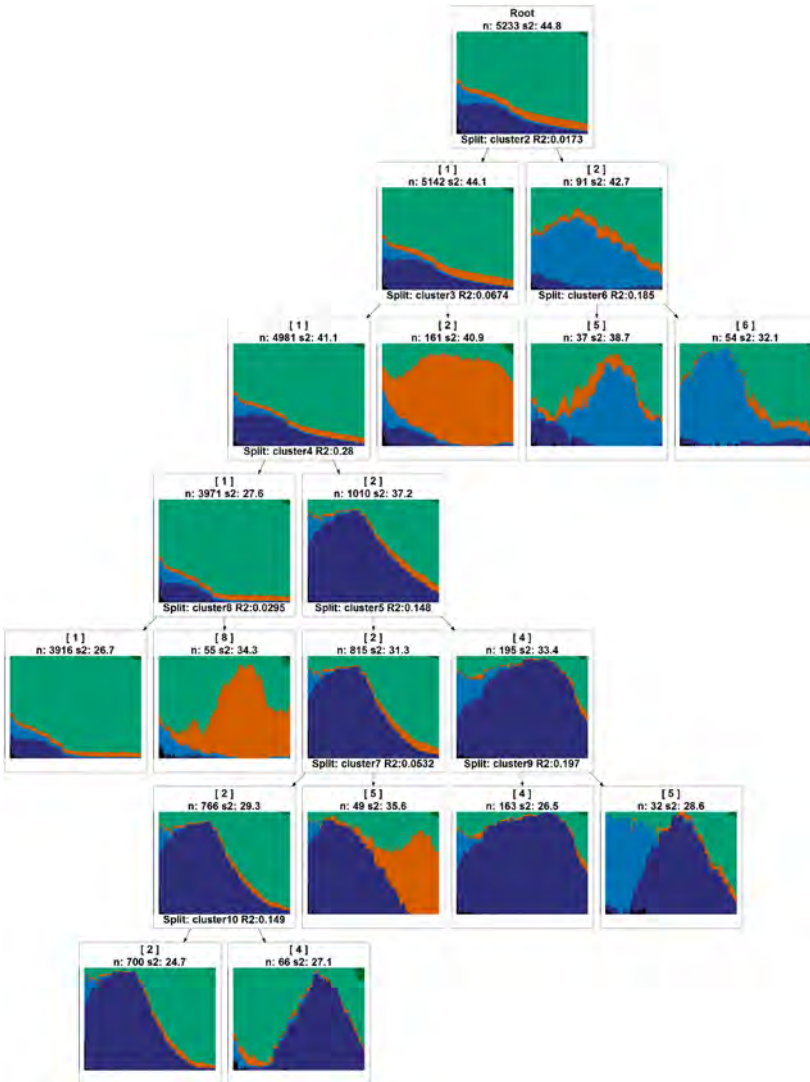 Root
n: 5233 s2: 44.8
Split: cluster2 R2:0.0173
[ 1 ]
n: 5142 s2: 44.1
Split: cluster3 R2:0.0674
[ 2 ]
n: 91 s2: 42.7
Split: cluster6 R2:0.185
[ 1 ]
n: 4981 s2: 41.1
Split: cluster4 R2:0.28
[ 2 ]
n: 161 s2: 40.9
[ 5 ]
n: 37 s2: 38.7
[ 6 ]
n: 54 s2: 32.1
[ 1 ]
n: 3971 s2: 27.6
Split: cluster8 R2:0.0295
[ 2 ]
n: 1010 s2: 37.2
Split: cluster5 R2:0.148
[ 1 ]
n: 3916 s2: 26.7
[ 8 ]
n: 55 s2: 34.3
[ 2 ]
n: 815 s2: 31.3
Split: cluster7 R2:0.0532
[ 4 ]
n: 195 s2: 33.4
Split: cluster9 R2:0.197
[ 2 ]
n: 766 s2: 29.3
Split: cluster10 R2:0.149
[ 5 ]
n: 49 s2: 35.6
[ 4 ]
n: 163 s2: 26.5
[ 5 ]
n: 32 s2: 28.6
[ 2 ]
n: 700 s2: 24.7
[ 4 ]
n: 66 s2: 27.1